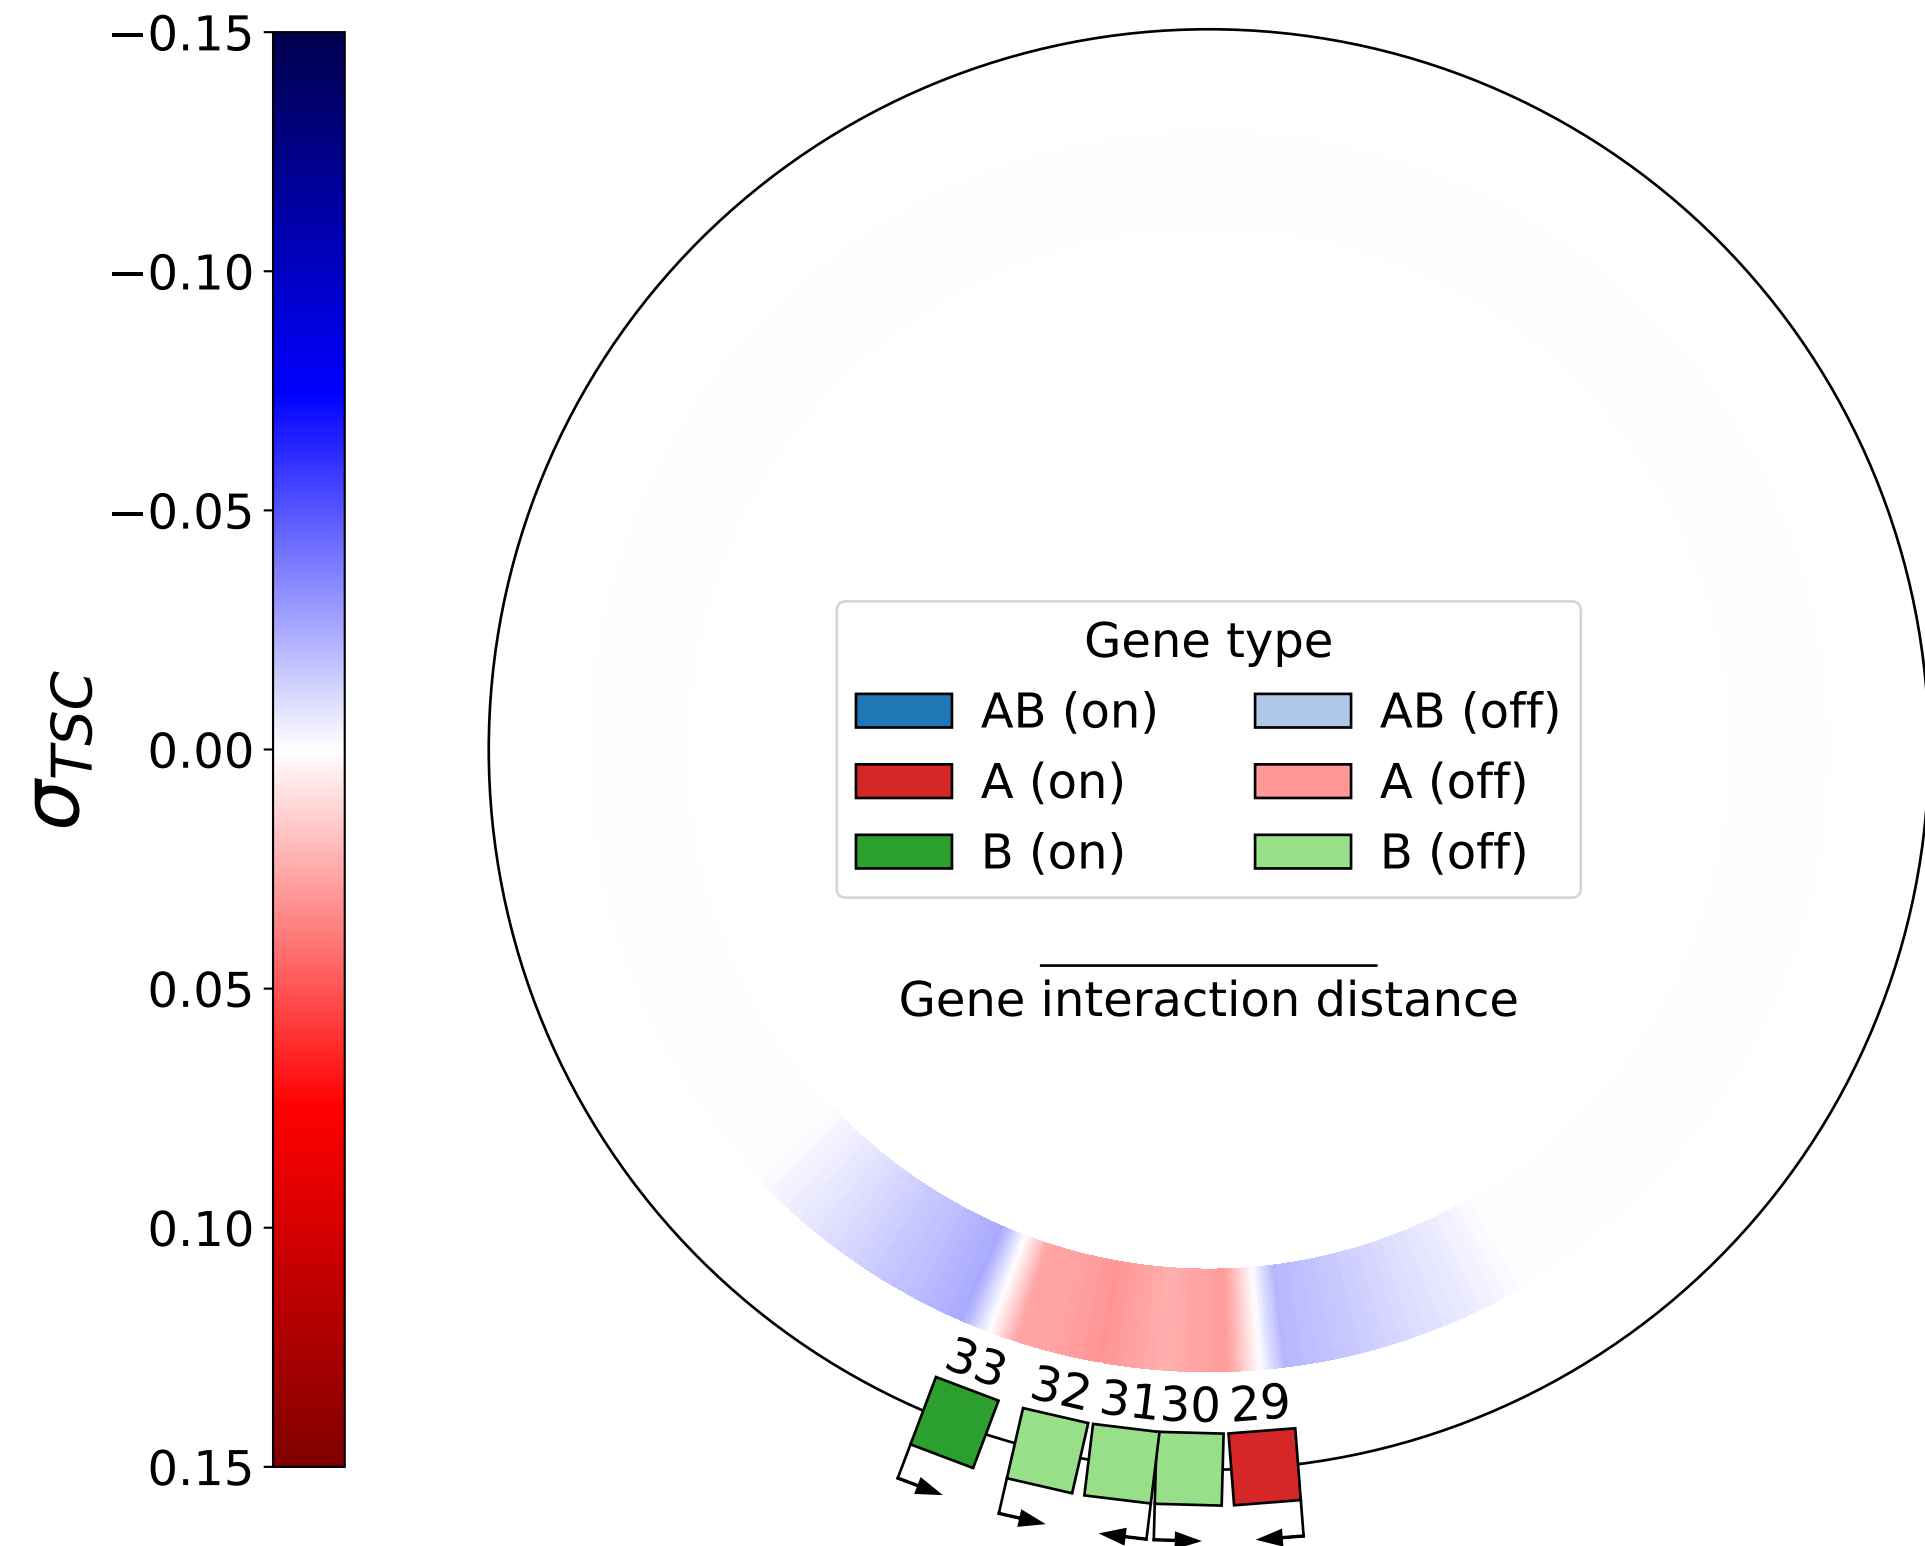 −0.15
−0.10
−0.05
0.00
0.05
0.10
0.15
σTSC
Gene type
AB (on)
AB (off)
A (on)
A (off)
B (on)
B (off)
Gene interaction distance
33
32
31
30
29